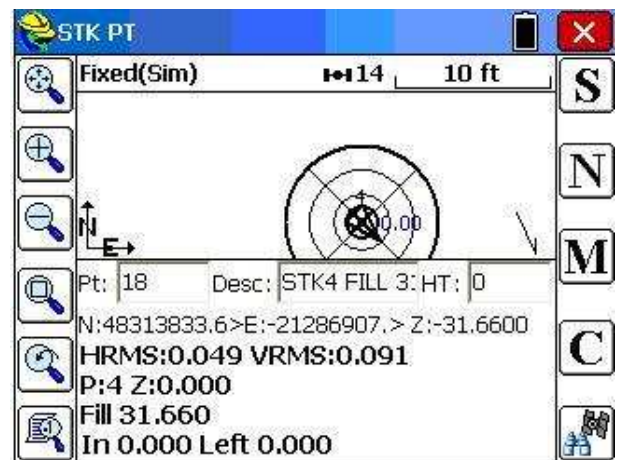 STK PT
Fixed(Sim) 14 10 ft
S
N
M
C
4
00.00
N
E
Pt: 18 Desc: STK4 FILL 3 HT: 0
N:48313833.6>E:-21286907.> Z:-31.6600
HRMS:0.049 VRMS:0.091
P:4 Z:0.000
Fill 31.660
In 0.000 Left 0.000